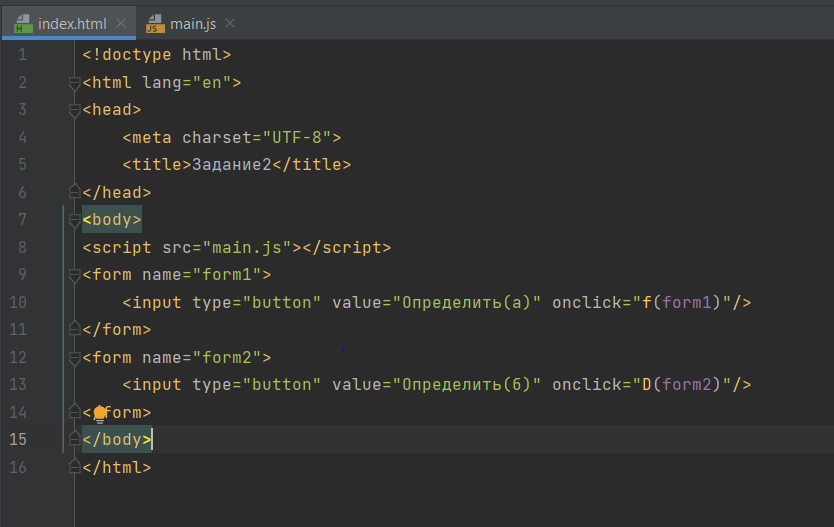 index.html main.js
1 <!doctype html>
2 <html lang="en">
3 <head>
4 <meta charset="UTF-8">
5 <title>Задание2</title>
6 </head>
7 <body>
8 <script src="main.js"></script>
9 <form name="form1">
10 <input type="button" value="Определить(а)" onclick="f(form1)"/>
11 </form>
12 <form name="form2">
13 <input type="button" value="Определить(б)" onclick="D(form2)"/>
14 < form>
15 </body>
16 </html>